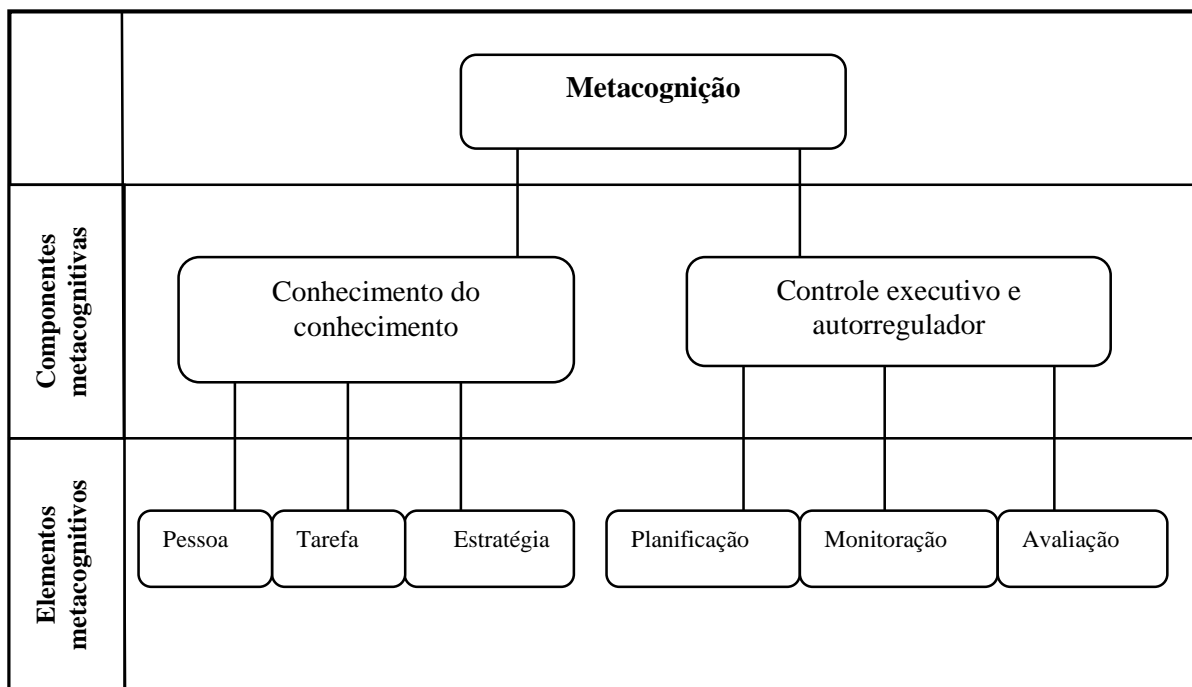 Metacognição
Componentes
metacognitivas
Conhecimento do
conhecimento
Controle executivo e
autorregulador
Elementos
metacognitivos
Pessoa
Tarefa
Estratégia
Planificação
Monitoração
Avaliação